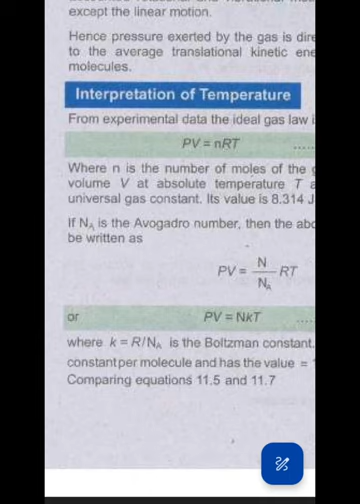 except the linear motion.
Hence pressure exerted by the gas is dire
to the average translational kinetic ene
molecules.
Interpretation of Temperature
From experimental data the ideal gas law i
PV = nRT .....
Where n is the number of moles of the g
volume V at absolute temperature T a
universal gas constant. Its value is 8.314 J
If NA is the Avogadro number, then the abo
be written as
PV = N/NA RT
or PV = NkT ....
where k = R/NA is the Boltzman constant.
constant per molecule and has the value =
Comparing equations 11.5 and 11.7